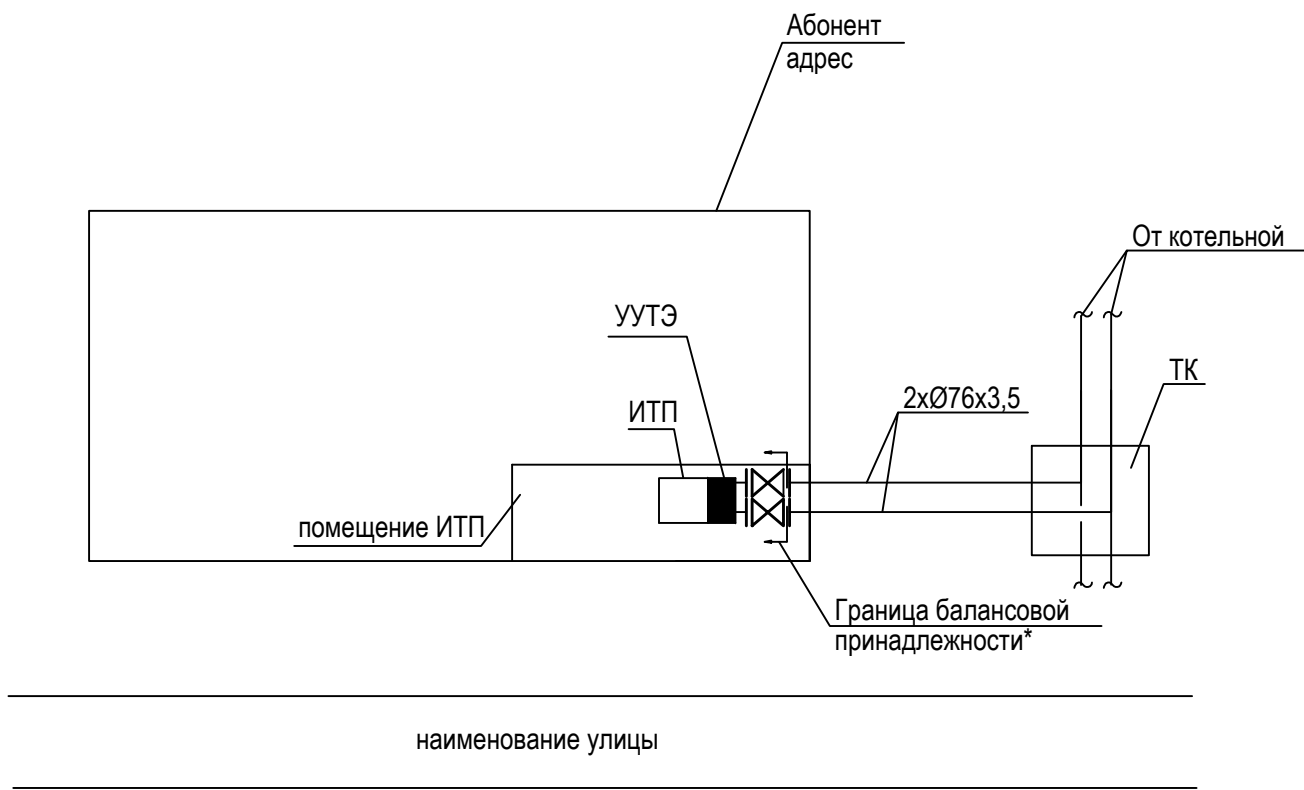 Абонент
адрес
От котельной
УУТЭ
ТК
2хØ76х3,5
ИТП
помещение ИТП
Граница балансовой
принадлежности*
наименование улицы